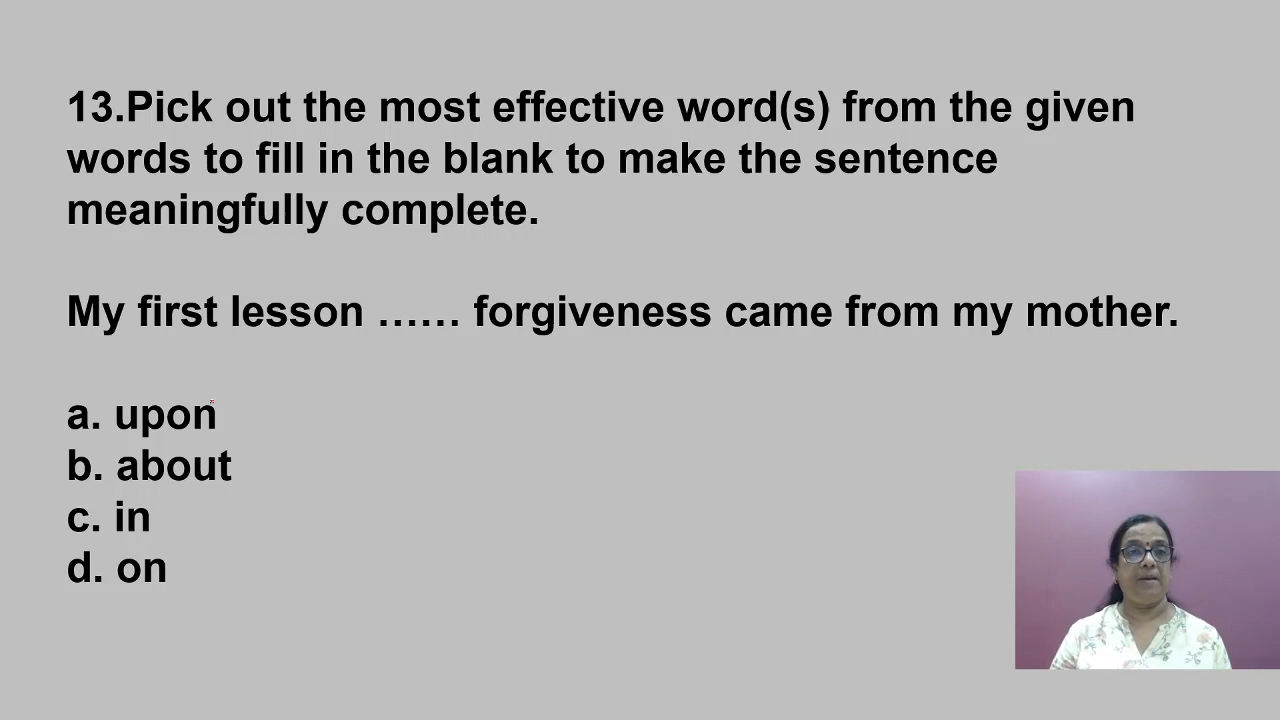 13.Pick out the most effective word(s) from the given
words to fill in the blank to make the sentence
meaningfully complete.
My first lesson …… forgiveness came from my mother.
a. upon
b. about
c. in
d. on